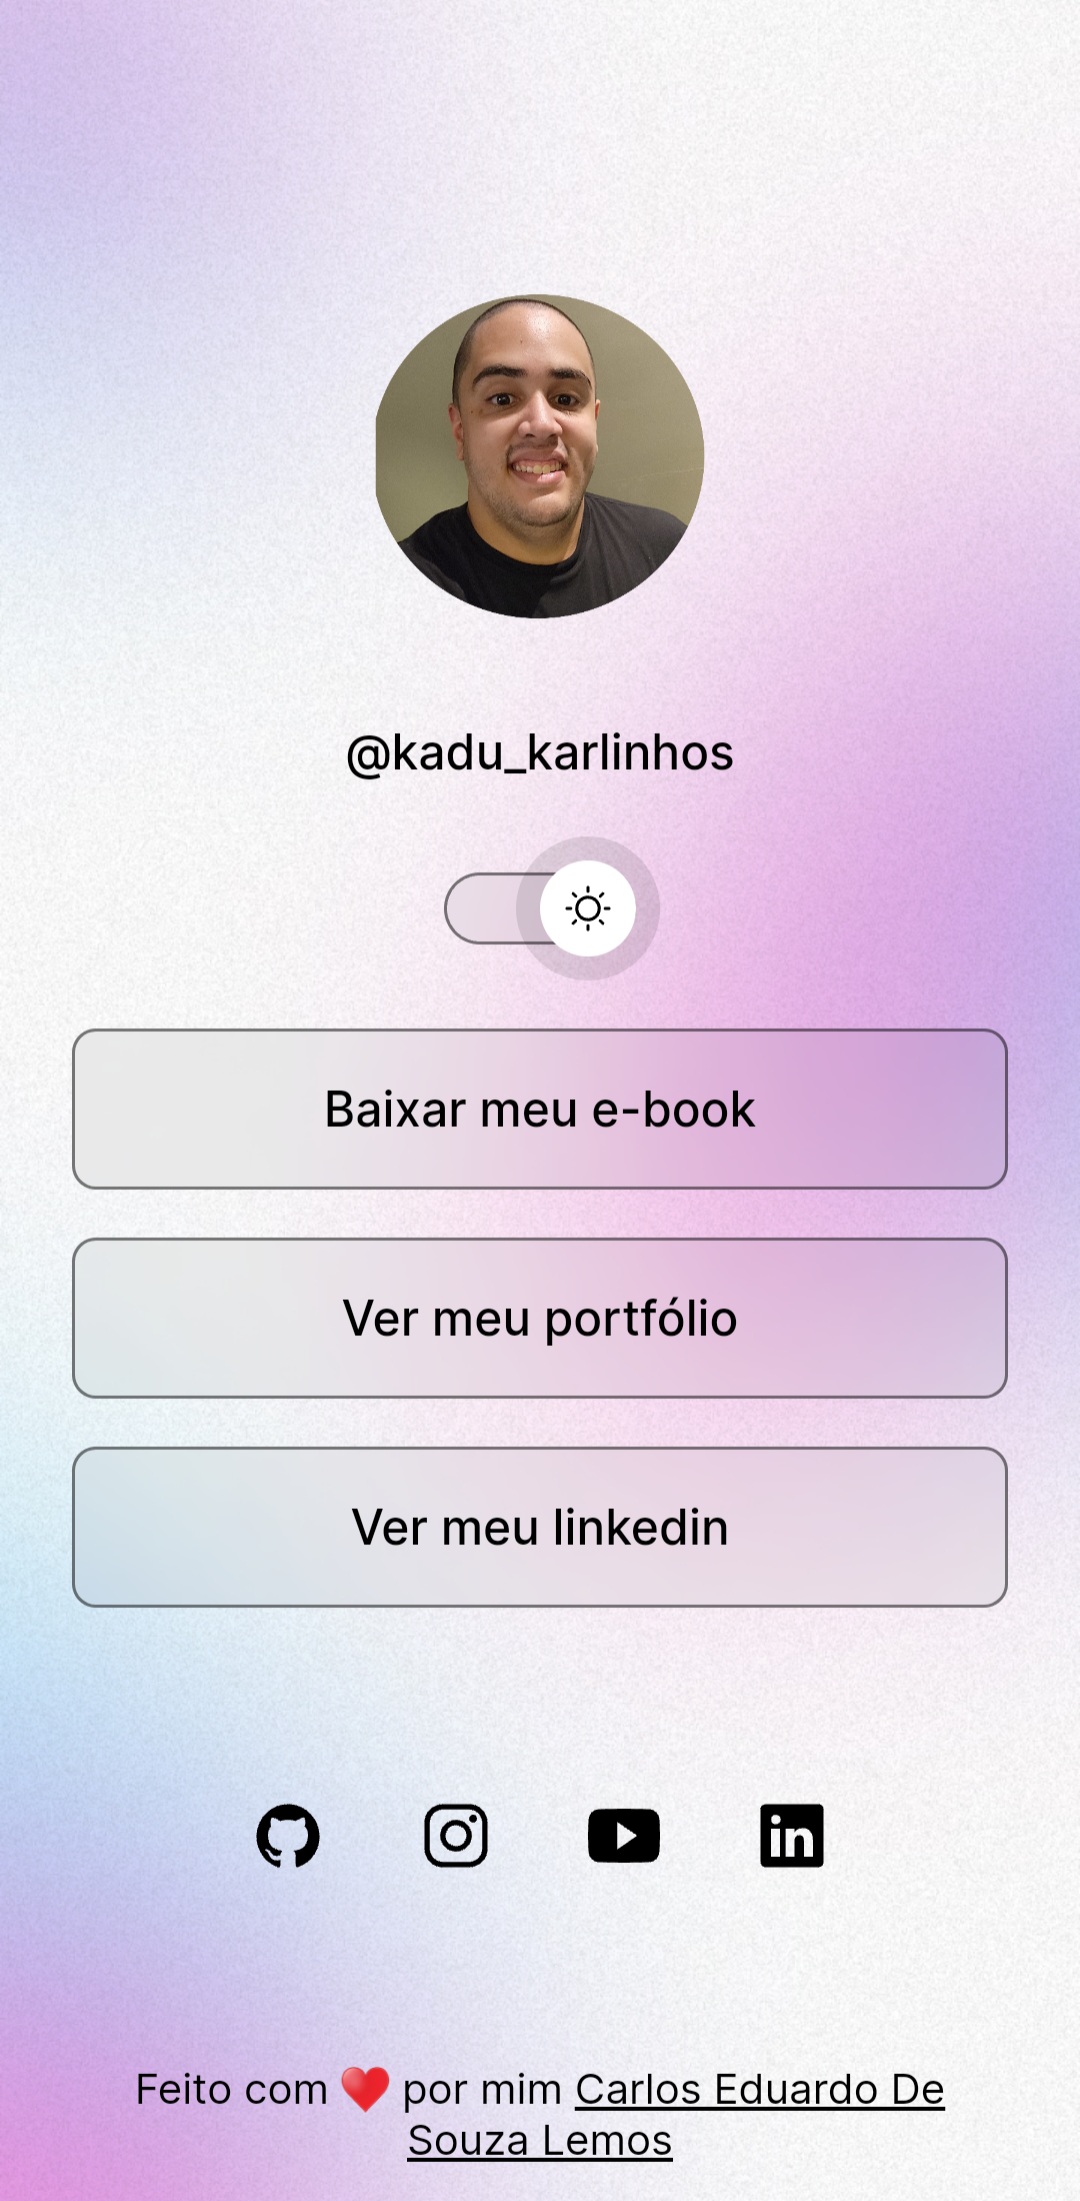 @kadu_karlinhos
Baixar meu e-book
Ver meu portfólio
Ver meu linkedin
in
Feito com ❤️ por mim Carlos Eduardo De
Souza Lemos